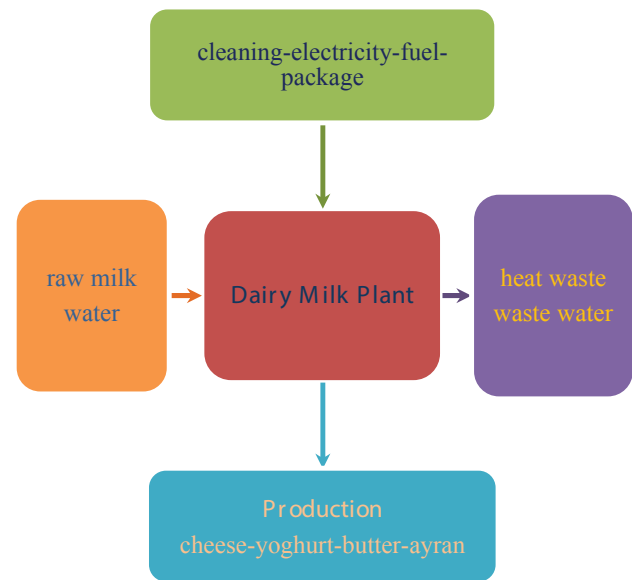 cleaning-electricity-fuel-
package
raw milk
water
Dairy Milk Plant
heat waste
waste water
Production
cheese-yoghurt-butter-ayran